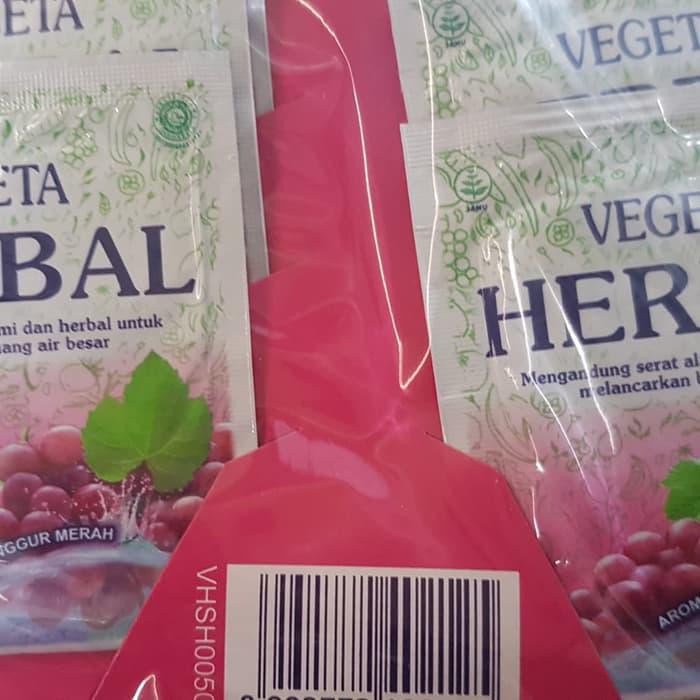 ETA
JAMU
VEGET
ETA
BAL
mi dan herbal untuk
ang air besar
NGGUR MERAH
JAMU
VEGE
HER
Mengandung serat al
melancarkan
AROM
VHSH005